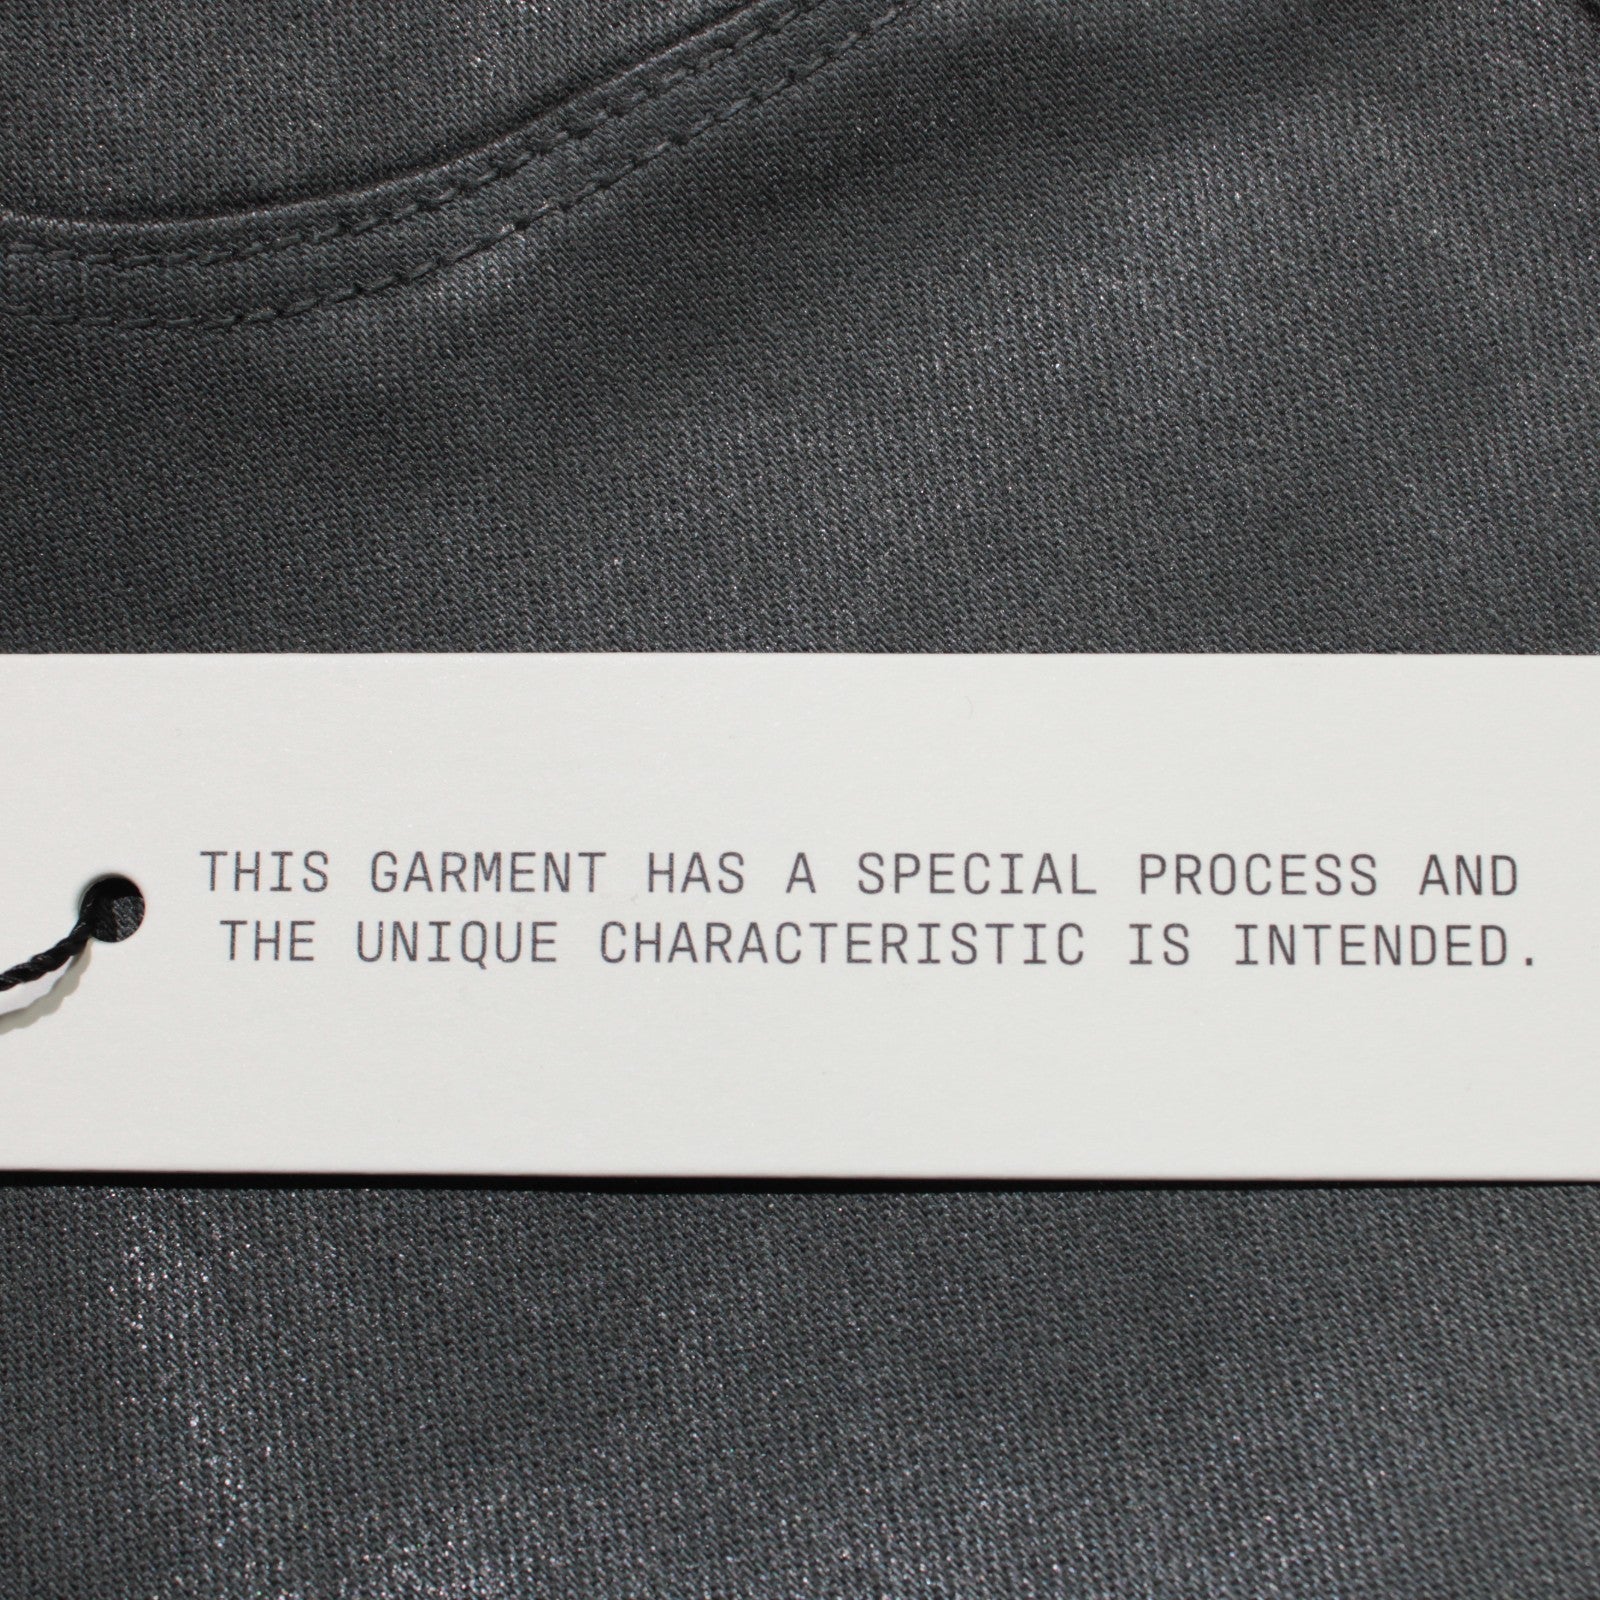 THIS GARMENT HAS A SPECIAL PROCESS AND
THE UNIQUE CHARACTERISTIC IS INTENDED.